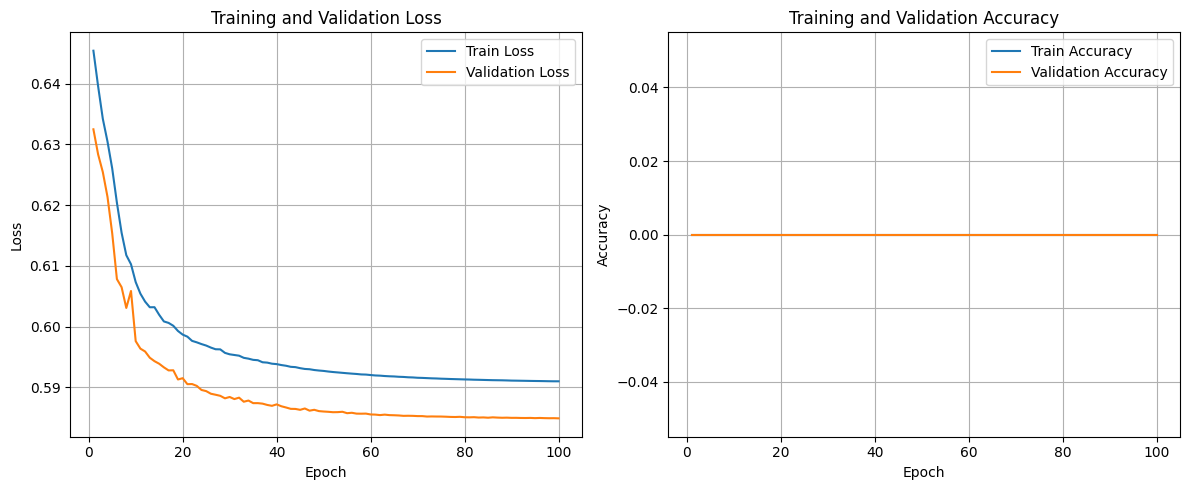 Training and Validation Loss
Train Loss
Validation Loss
0.64
0.63
0.62
0.61
0.60
0.59
Loss
0
20
40
60
80
100
Epoch
Training and Validation Accuracy
Train Accuracy
Validation Accuracy
0.04
0.02
0.00
−0.02
−0.04
Accuracy
0
20
40
60
80
100
Epoch